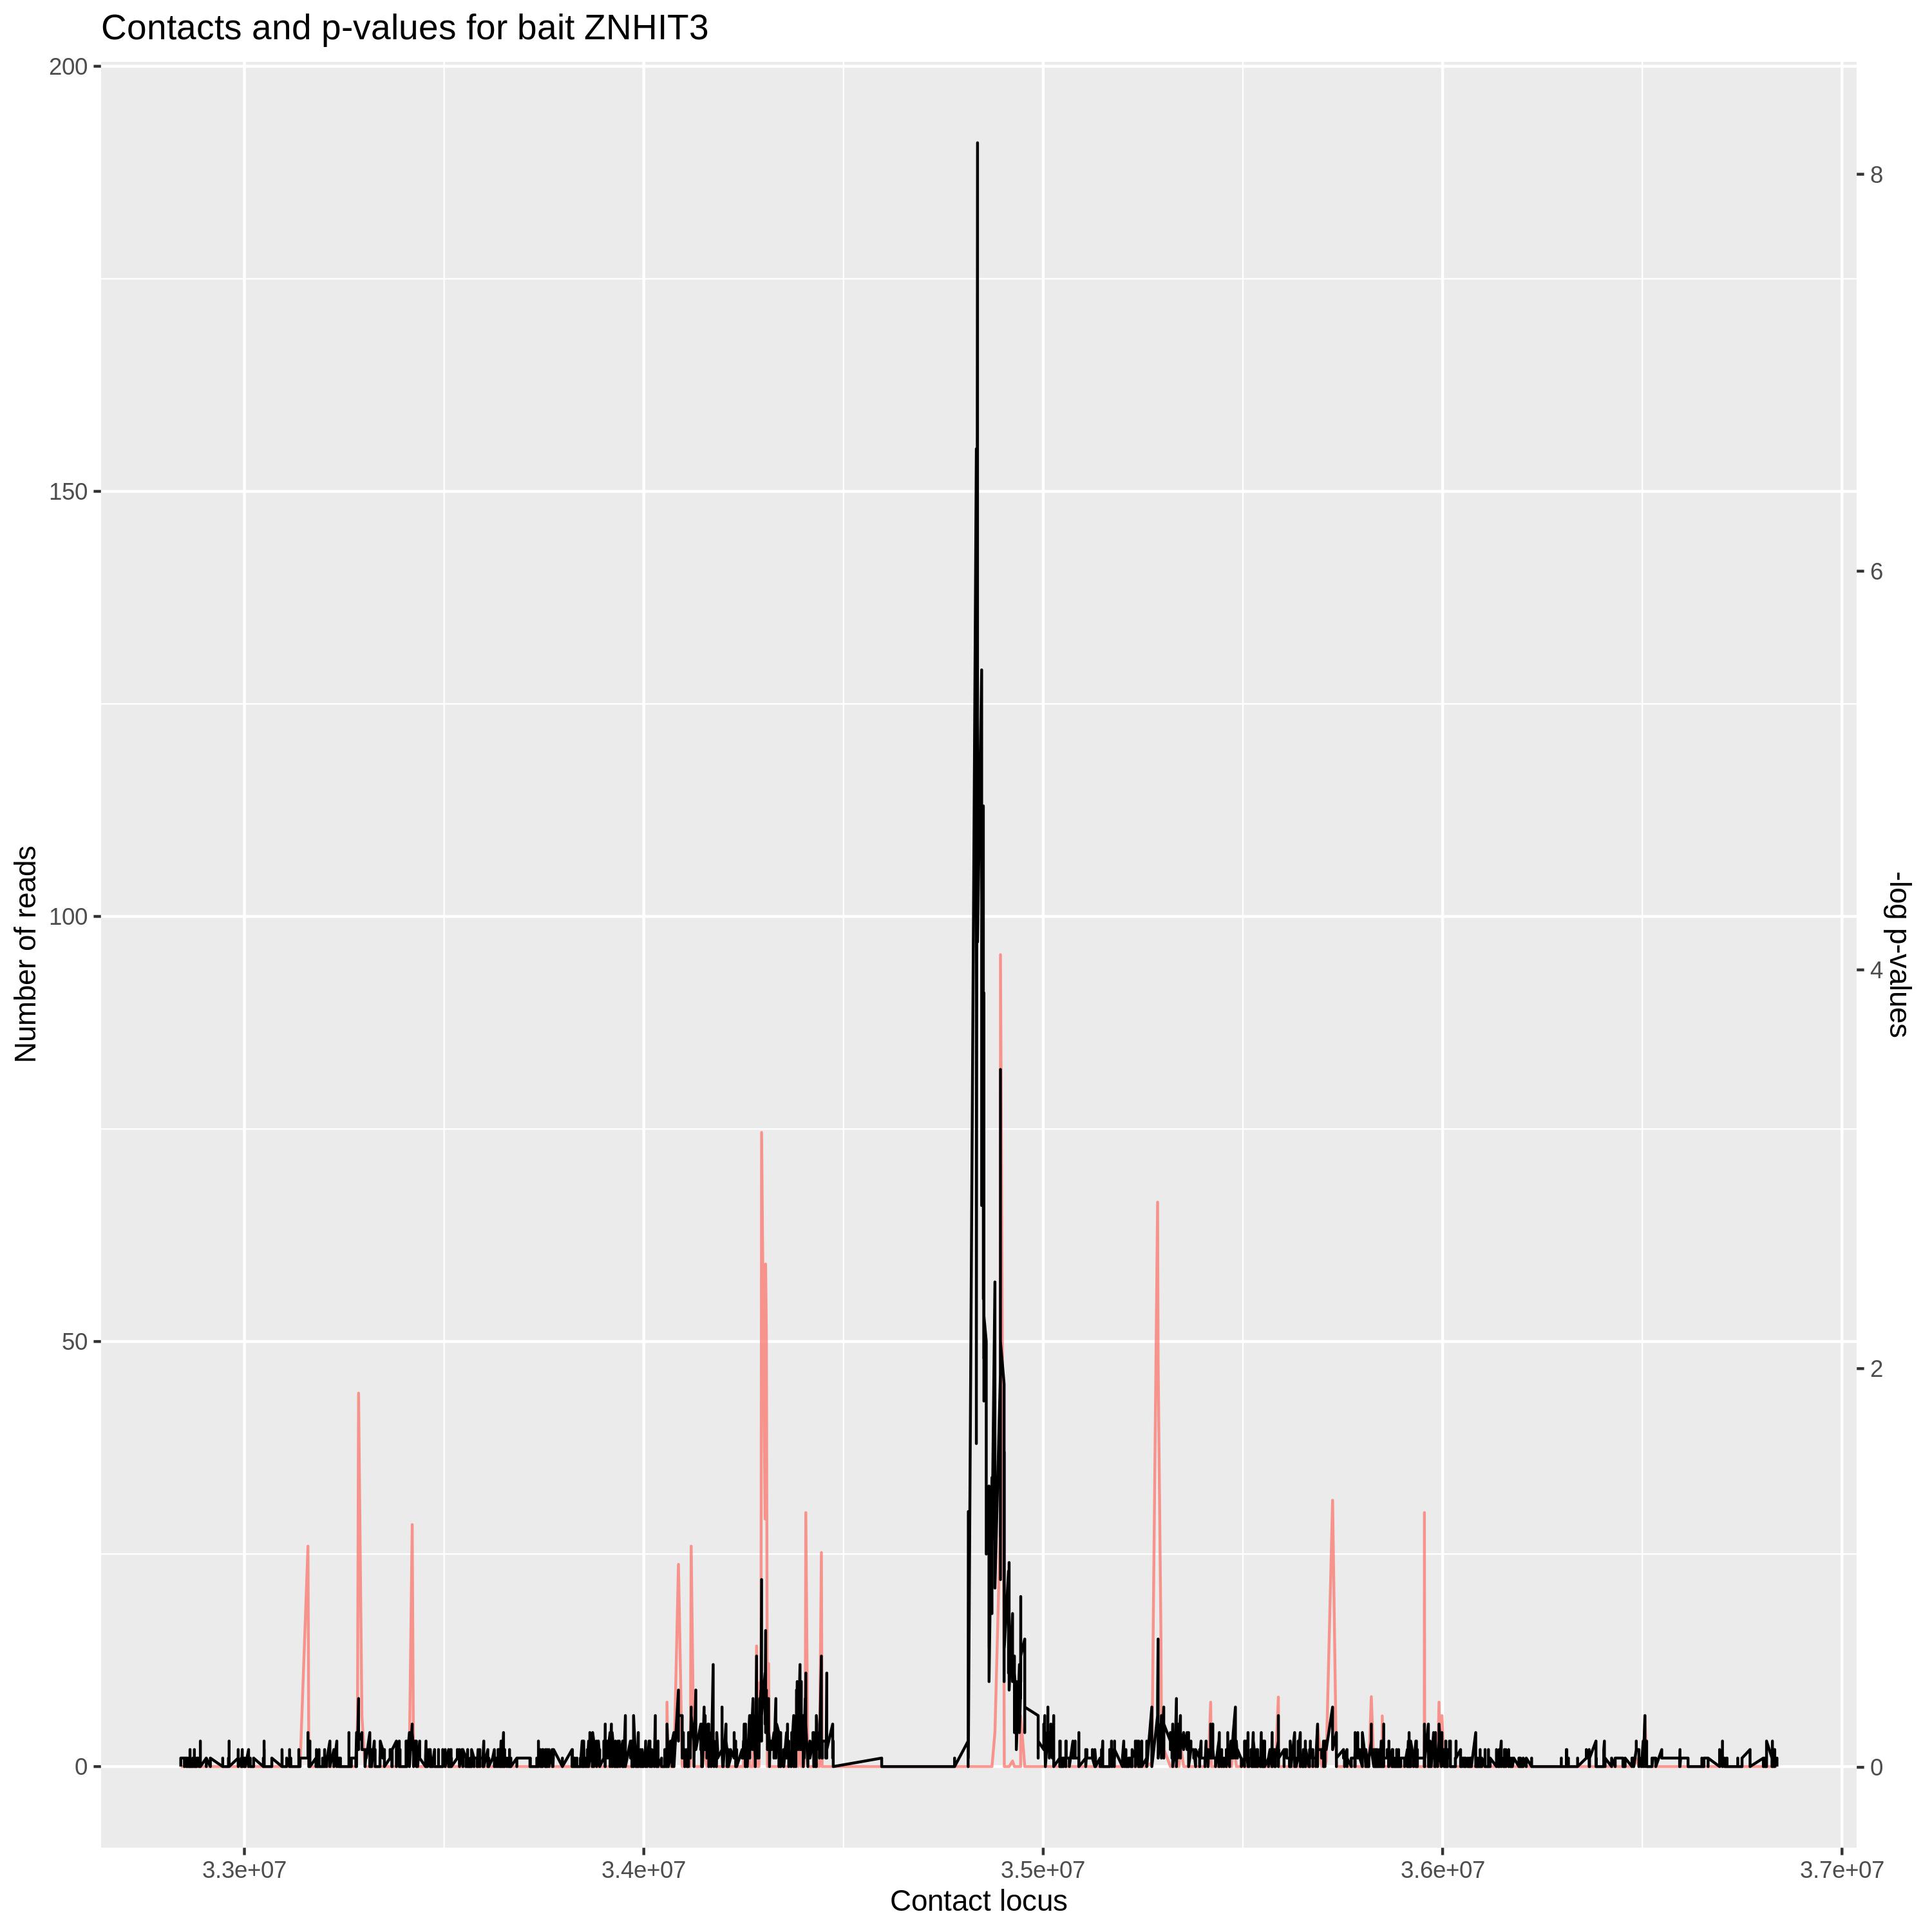 Contacts and p-values for bait ZNHIT3
200
150
100
50
0
Number of reads
8
6
4
2
0
-log p-values
3.3e+07
3.4e+07
3.5e+07
3.6e+07
3.7e+07
Contact locus